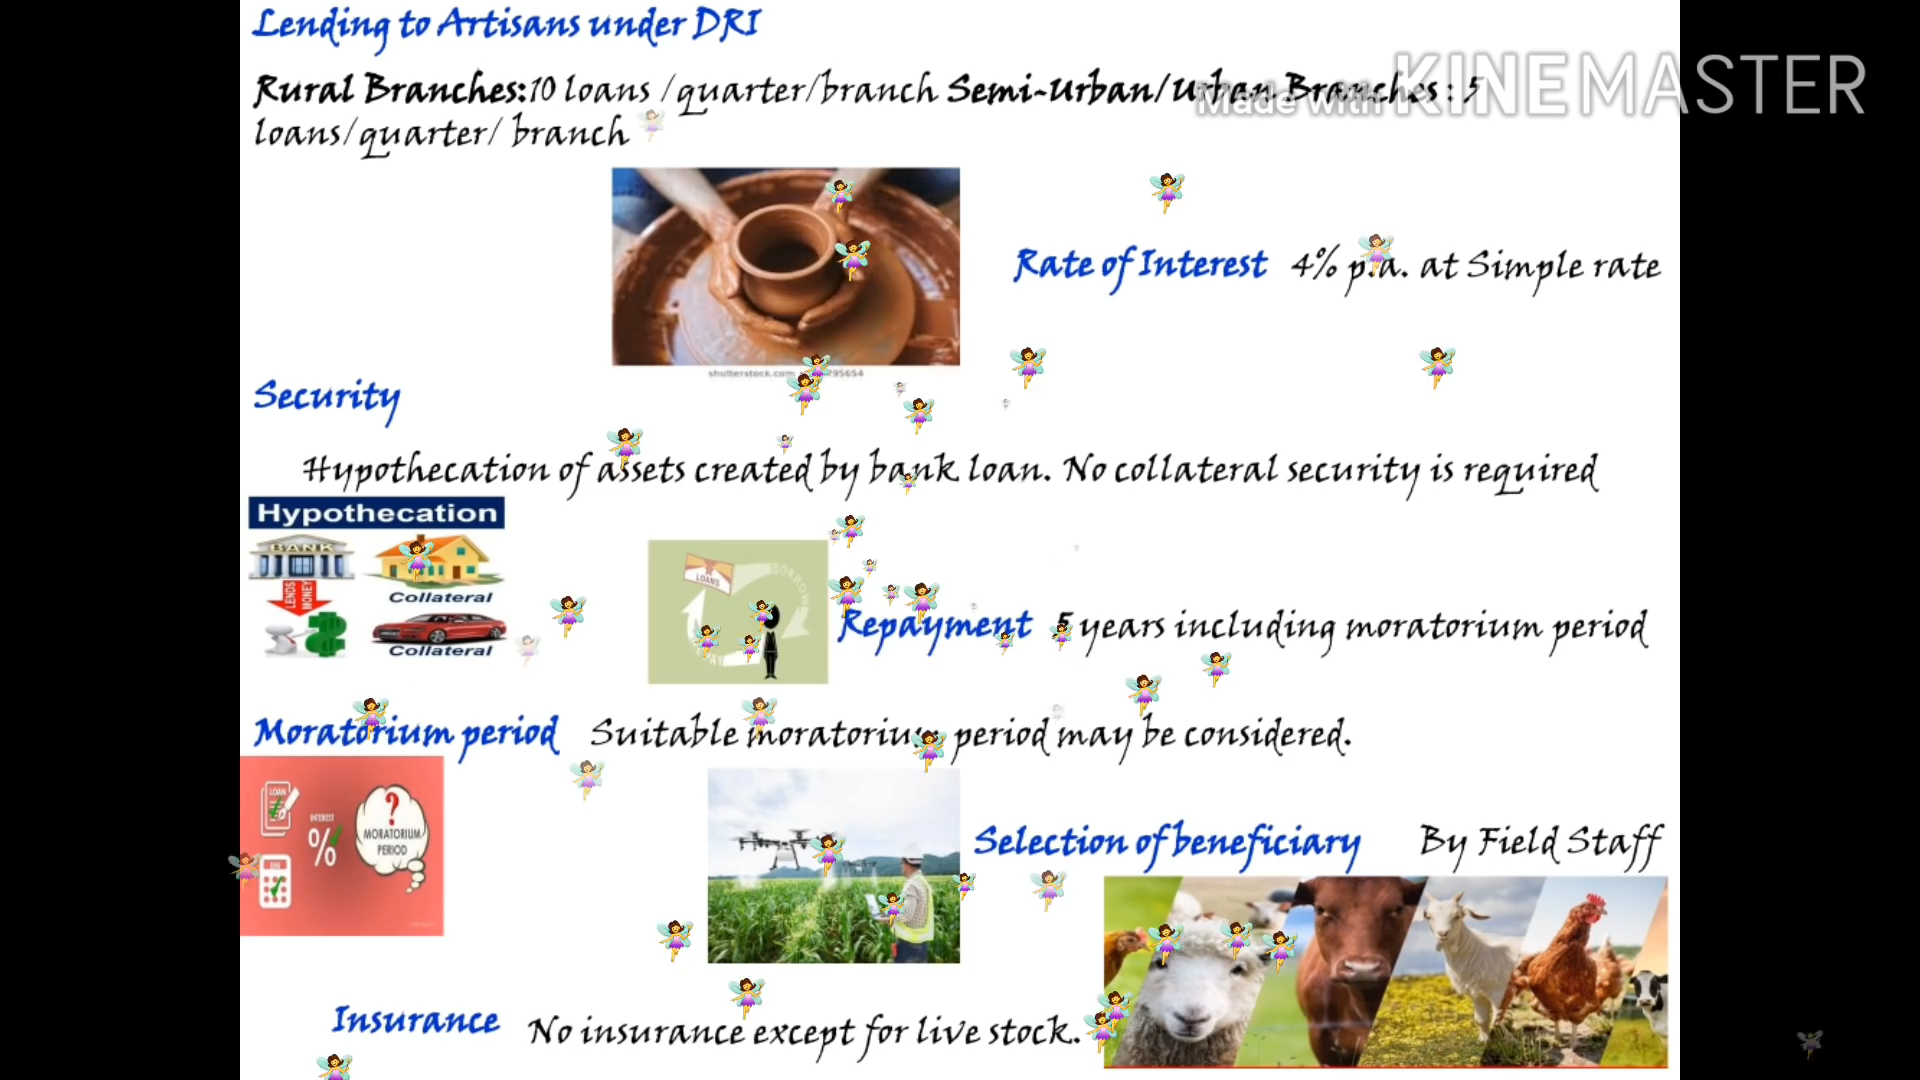 Lending to Artisans under DRI
Rural Branches:10 loans /quarter/branch Semi-Urban/Urban Branches : 5
loans/quarter/ branch
Made with KINEMASTER
Rate of Interest 4% p.a. at Simple rate
shutterstock.com
Security
Hypothecation of assets created by bank loan. No collateral security is required
Hypothecation
BANK
LENDS MONEY
Collateral
Collateral
LOANS
Repayment 5 years including moratorium period
Moratorium period Suitable moratorium period may be considered.
LOAN
INTEREST
%
?
MORATORIUM
PERIOD
Selection of beneficiary By Field Staff
Insurance No insurance except for live stock.